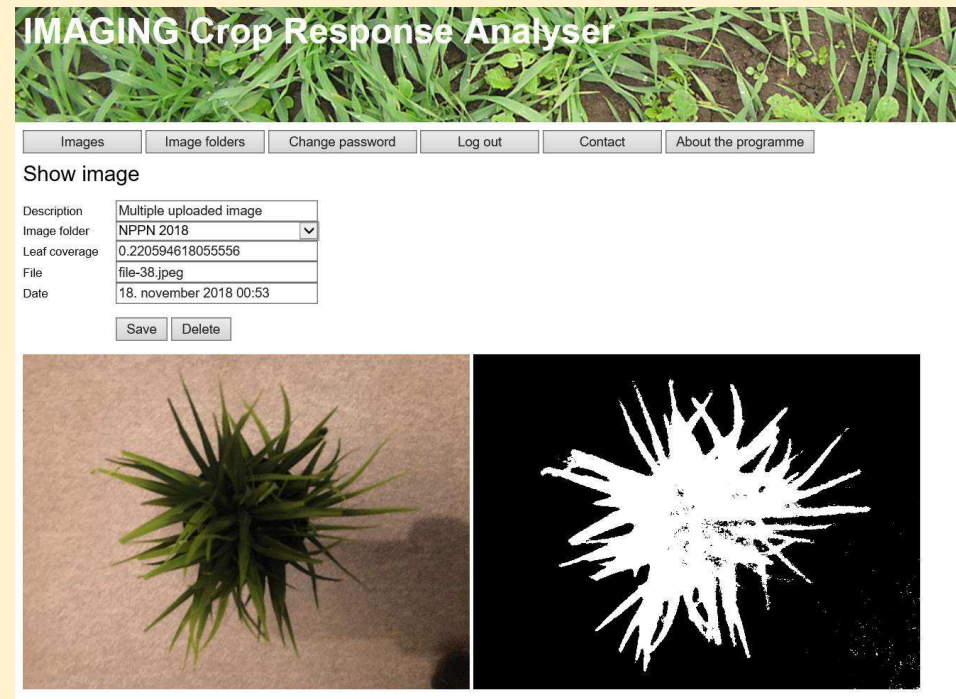 IMAGING Crop Response Analyser
Images Image folders Change password Log out Contact About the programme
Show image
Description Multiple uploaded image
Image folder NPPN 2018
Leaf coverage 0.220594618055556
File file-38.jpeg
Date 18. november 2018 00:53
Save Delete